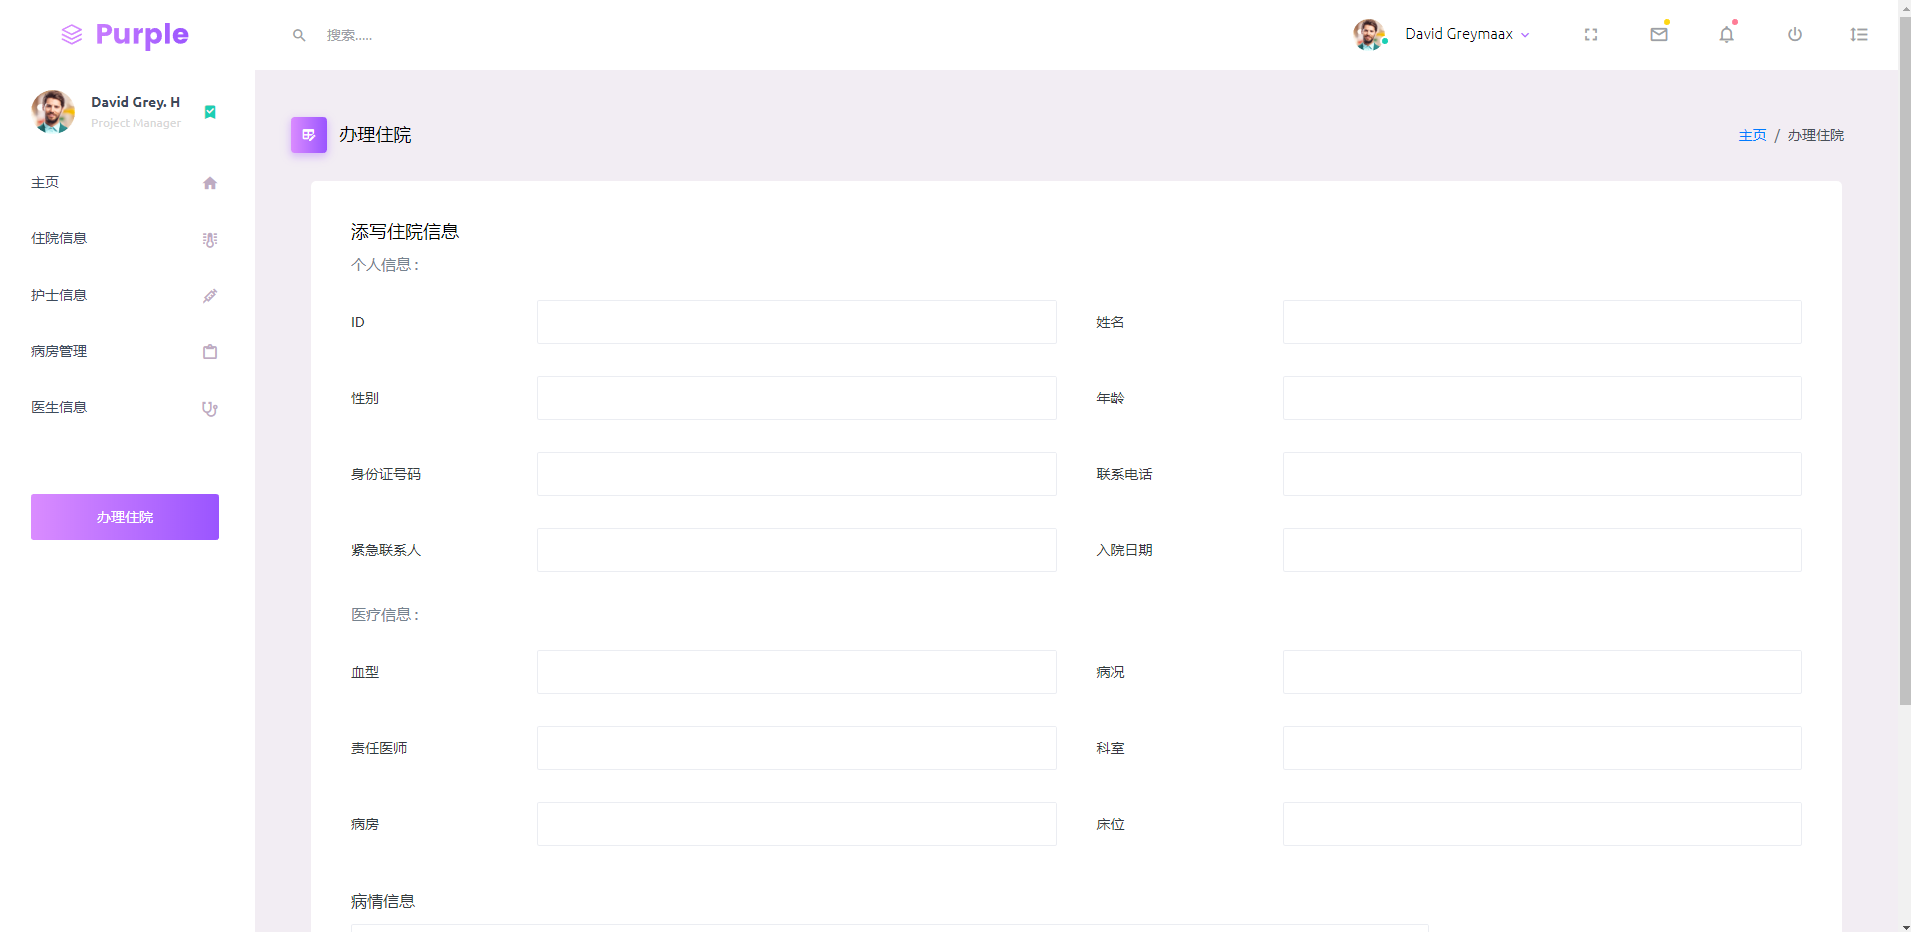 Purple
搜索.....
David Greymaax
David Grey. H
Project Manager
主页
住院信息
护士信息
病房管理
医生信息
办理住院
办理住院
主页 / 办理住院
添写住院信息
个人信息 :
ID
姓名
性别
年龄
身份证号码
联系电话
紧急联系人
入院日期
医疗信息 :
血型
病况
责任医师
科室
病房
床位
病情信息